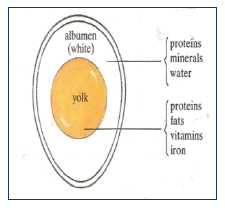 albumen
(white)
proteins
minerals
water
yolk
proteins
fats
vitamins
iron